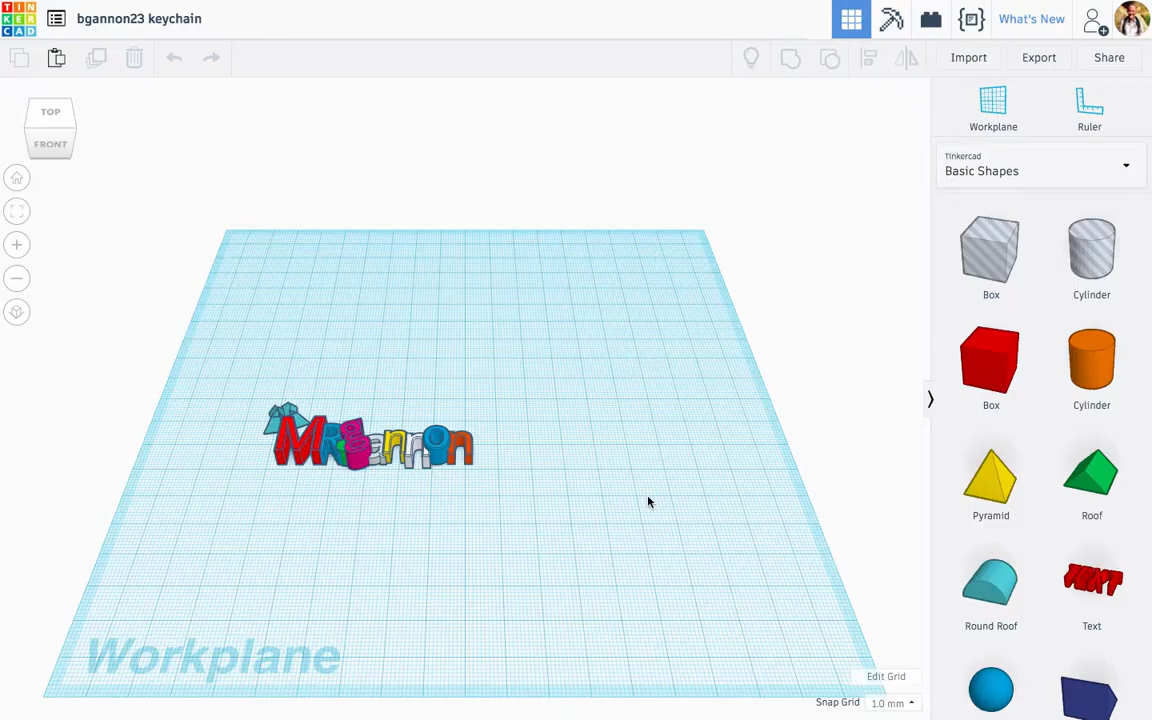 TIN
KER
CAD
bgannon23 keychain
What's New
Import
Export
Share
TOP
FRONT
Workplane
Ruler
Tinkercad
Basic Shapes
Box
Cylinder
Box
Cylinder
Pyramid
Roof
Round Roof
TEXT
Text
Workplane
Edit Grid
Snap Grid
1.0 mm